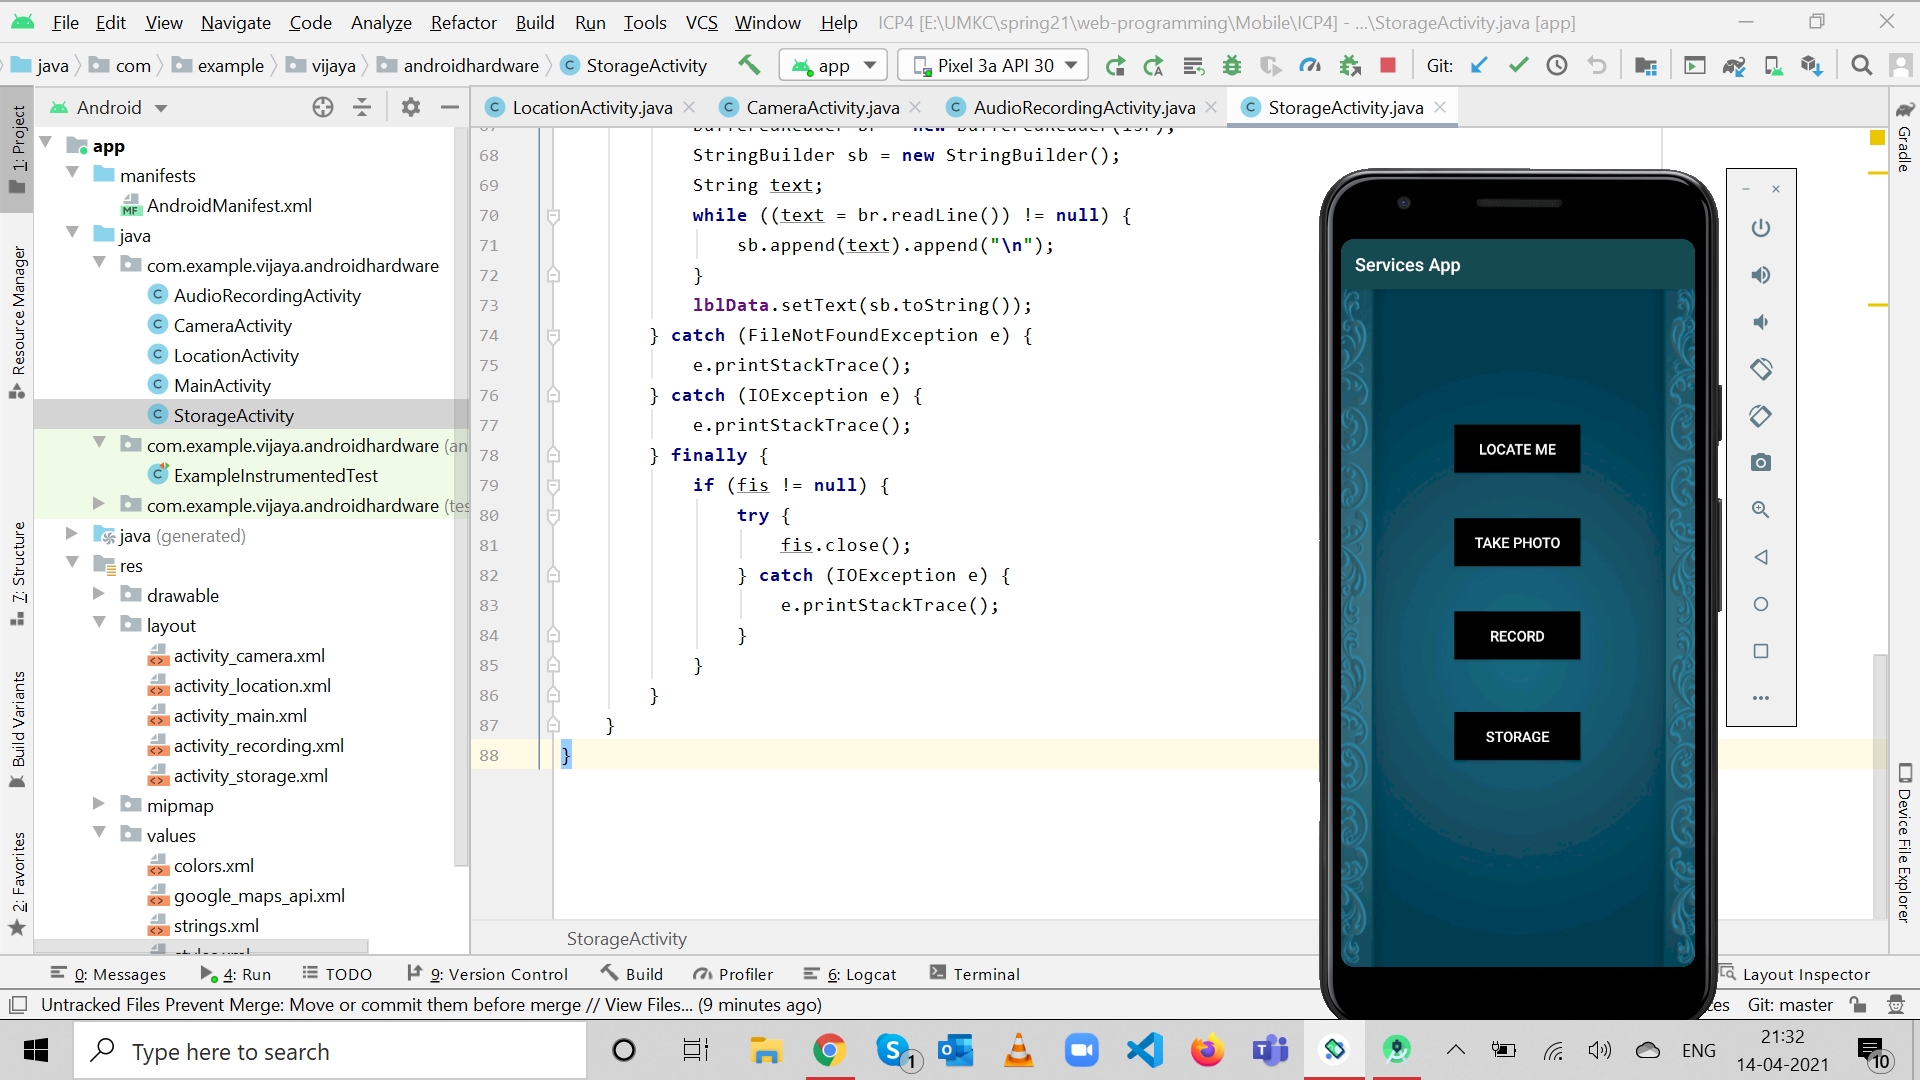 File Edit View Navigate Code Analyze Refactor Build Run Tools VCS Window Help ICP4 [E:\UMKC\spring21\web-programming\Mobile\ICP4] - ...\StorageActivity.java [app]
java com example vijaya androidhardware StorageActivity app Pixel 3a API 30 Git:
Android
LocationActivity.java CameraActivity.java AudioRecordingActivity.java StorageActivity.java
1: Project
Resource Manager
7: Structure
Build Variants
2: Favorites
app
manifests
AndroidManifest.xml
java
com.example.vijaya.androidhardware
AudioRecordingActivity
CameraActivity
LocationActivity
MainActivity
StorageActivity
com.example.vijaya.androidhardware (an
ExampleInstrumentedTest
com.example.vijaya.androidhardware (tes
java (generated)
res
drawable
layout
activity_camera.xml
activity_location.xml
activity_main.xml
activity_recording.xml
activity_storage.xml
mipmap
values
colors.xml
google_maps_api.xml
strings.xml
68 StringBuilder sb = new StringBuilder();
69 String text;
70 while ((text = br.readLine()) != null) {
71 sb.append(text).append("\n");
72 }
73 lblData.setText(sb.toString());
74 } catch (FileNotFoundException e) {
75 e.printStackTrace();
76 } catch (IOException e) {
77 e.printStackTrace();
78 } finally {
79 if (fis != null) {
80 try {
81 fis.close();
82 } catch (IOException e) {
83 e.printStackTrace();
84 }
85 }
86 }
87 }
88 }
StorageActivity
Services App
LOCATE ME
TAKE PHOTO
RECORD
STORAGE
Gradle
Device File Explorer
0: Messages 4: Run TODO 9: Version Control Build Profiler 6: Logcat Terminal Layout Inspector
Untracked Files Prevent Merge: Move or commit them before merge // View Files... (9 minutes ago) Git: master
Type here to search
1
ENG
21:32
14-04-2021
10